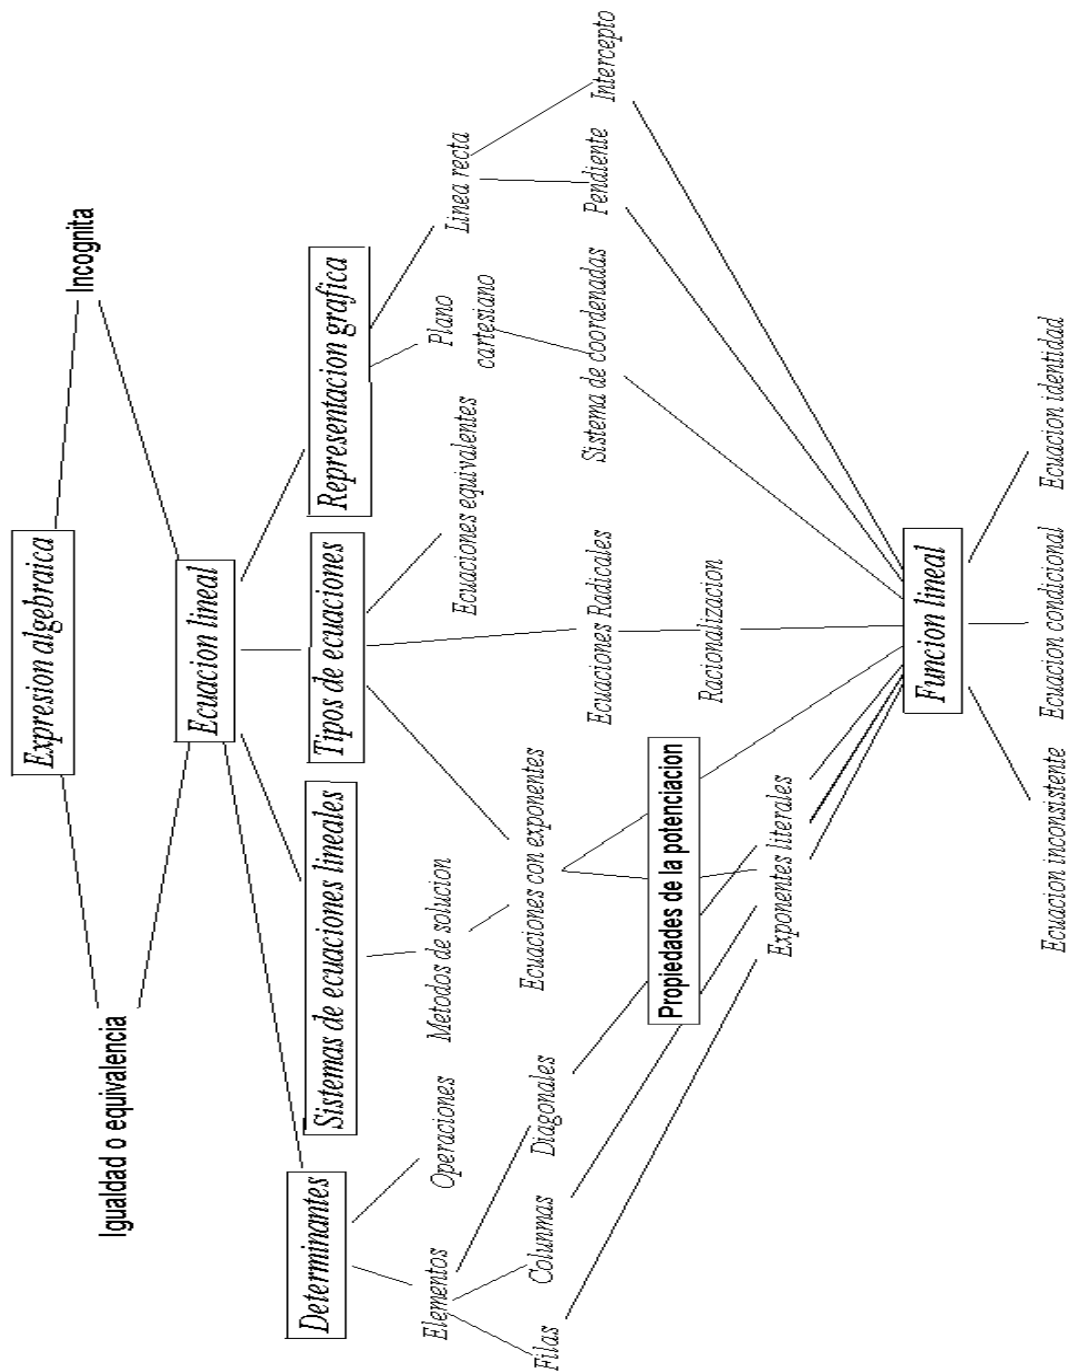 Expresion algebraica
Igualdad o equivalencia
Incognita
Ecuacion lineal
Determinantes
Sistemas de ecuaciones lineales
Tipos de ecuaciones
Representacion grafica
Elementos
Operaciones
Metodos de solucion
Ecuaciones equivalentes
Plano
cartesiano
Linea recta
Filas
Colunmas
Diagonales
Ecuaciones con exponentes
Ecuaciones Radicales
Sistema de coordenadas
Pendiente
Intercepto
Propiedades de la potenciacion
Racionalizacion
Exponentes literales
Funcion lineal
Ecuacion inconsistente
Ecuacion condicional
Ecuacion identidad